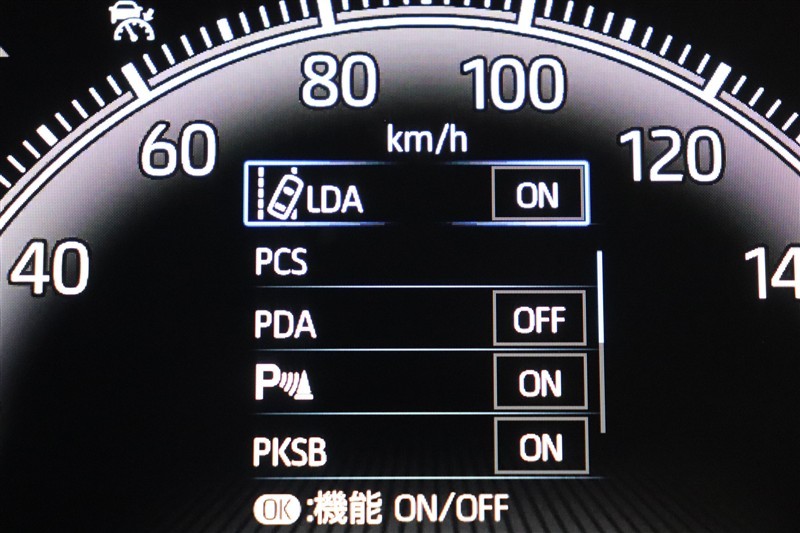 80 100
60 km/h 120
LDA ON
40 PCS 14
PDA OFF
P ON
PKSB ON
OK:機能 ON/OFF